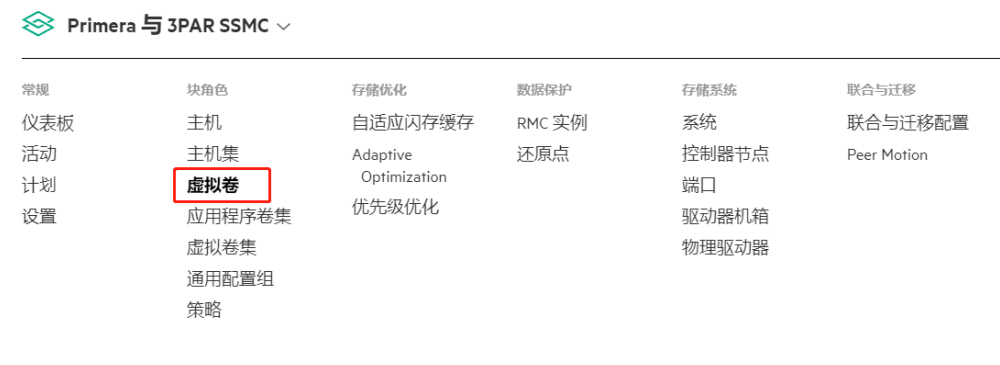 Primera 与 3PAR SSMC
常规
仪表板
活动
计划
设置
块角色
主机
主机集
虚拟卷
应用程序卷集
虚拟卷集
通用配置组
策略
存储优化
自适应闪存缓存
Adaptive
Optimization
优先级优化
数据保护
RMC 实例
还原点
存储系统
系统
控制器节点
端口
驱动器机箱
物理驱动器
联合与迁移
联合与迁移配置
Peer Motion